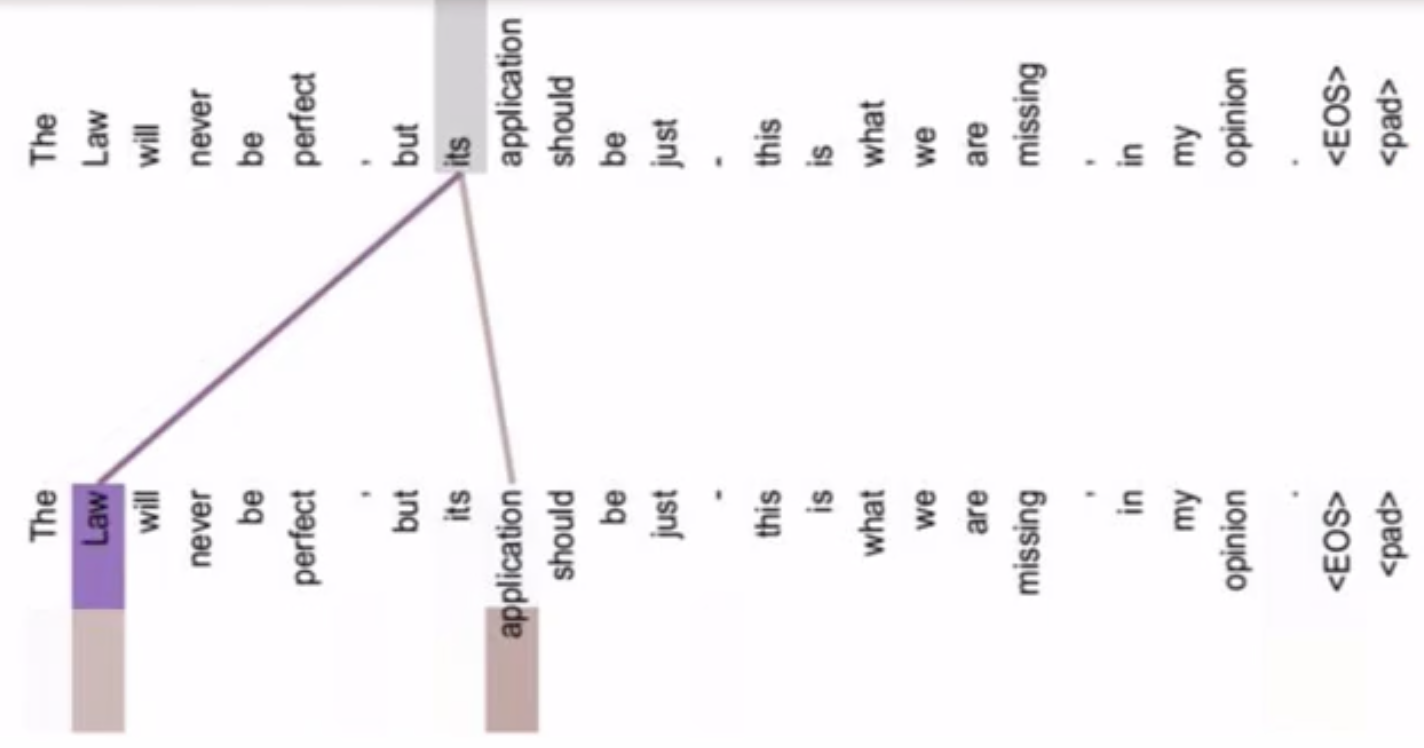 The Law will never be perfect , but its application should be just - this is what we are missing , in my opinion . <EOS> <pad>
The Law will never be perfect , but its application should be just - this is what we are missing , in my opinion . <EOS> <pad>